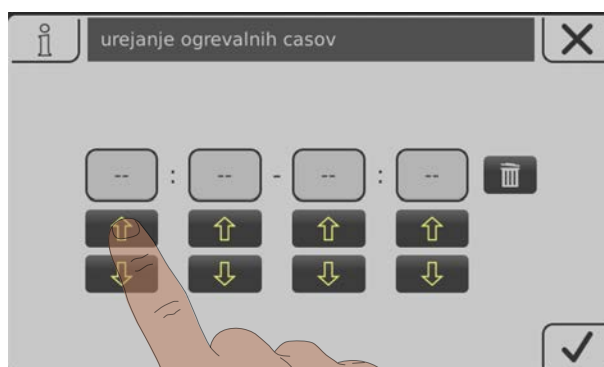 urejanje ogrevalnih casov
-- : -- - -- : --